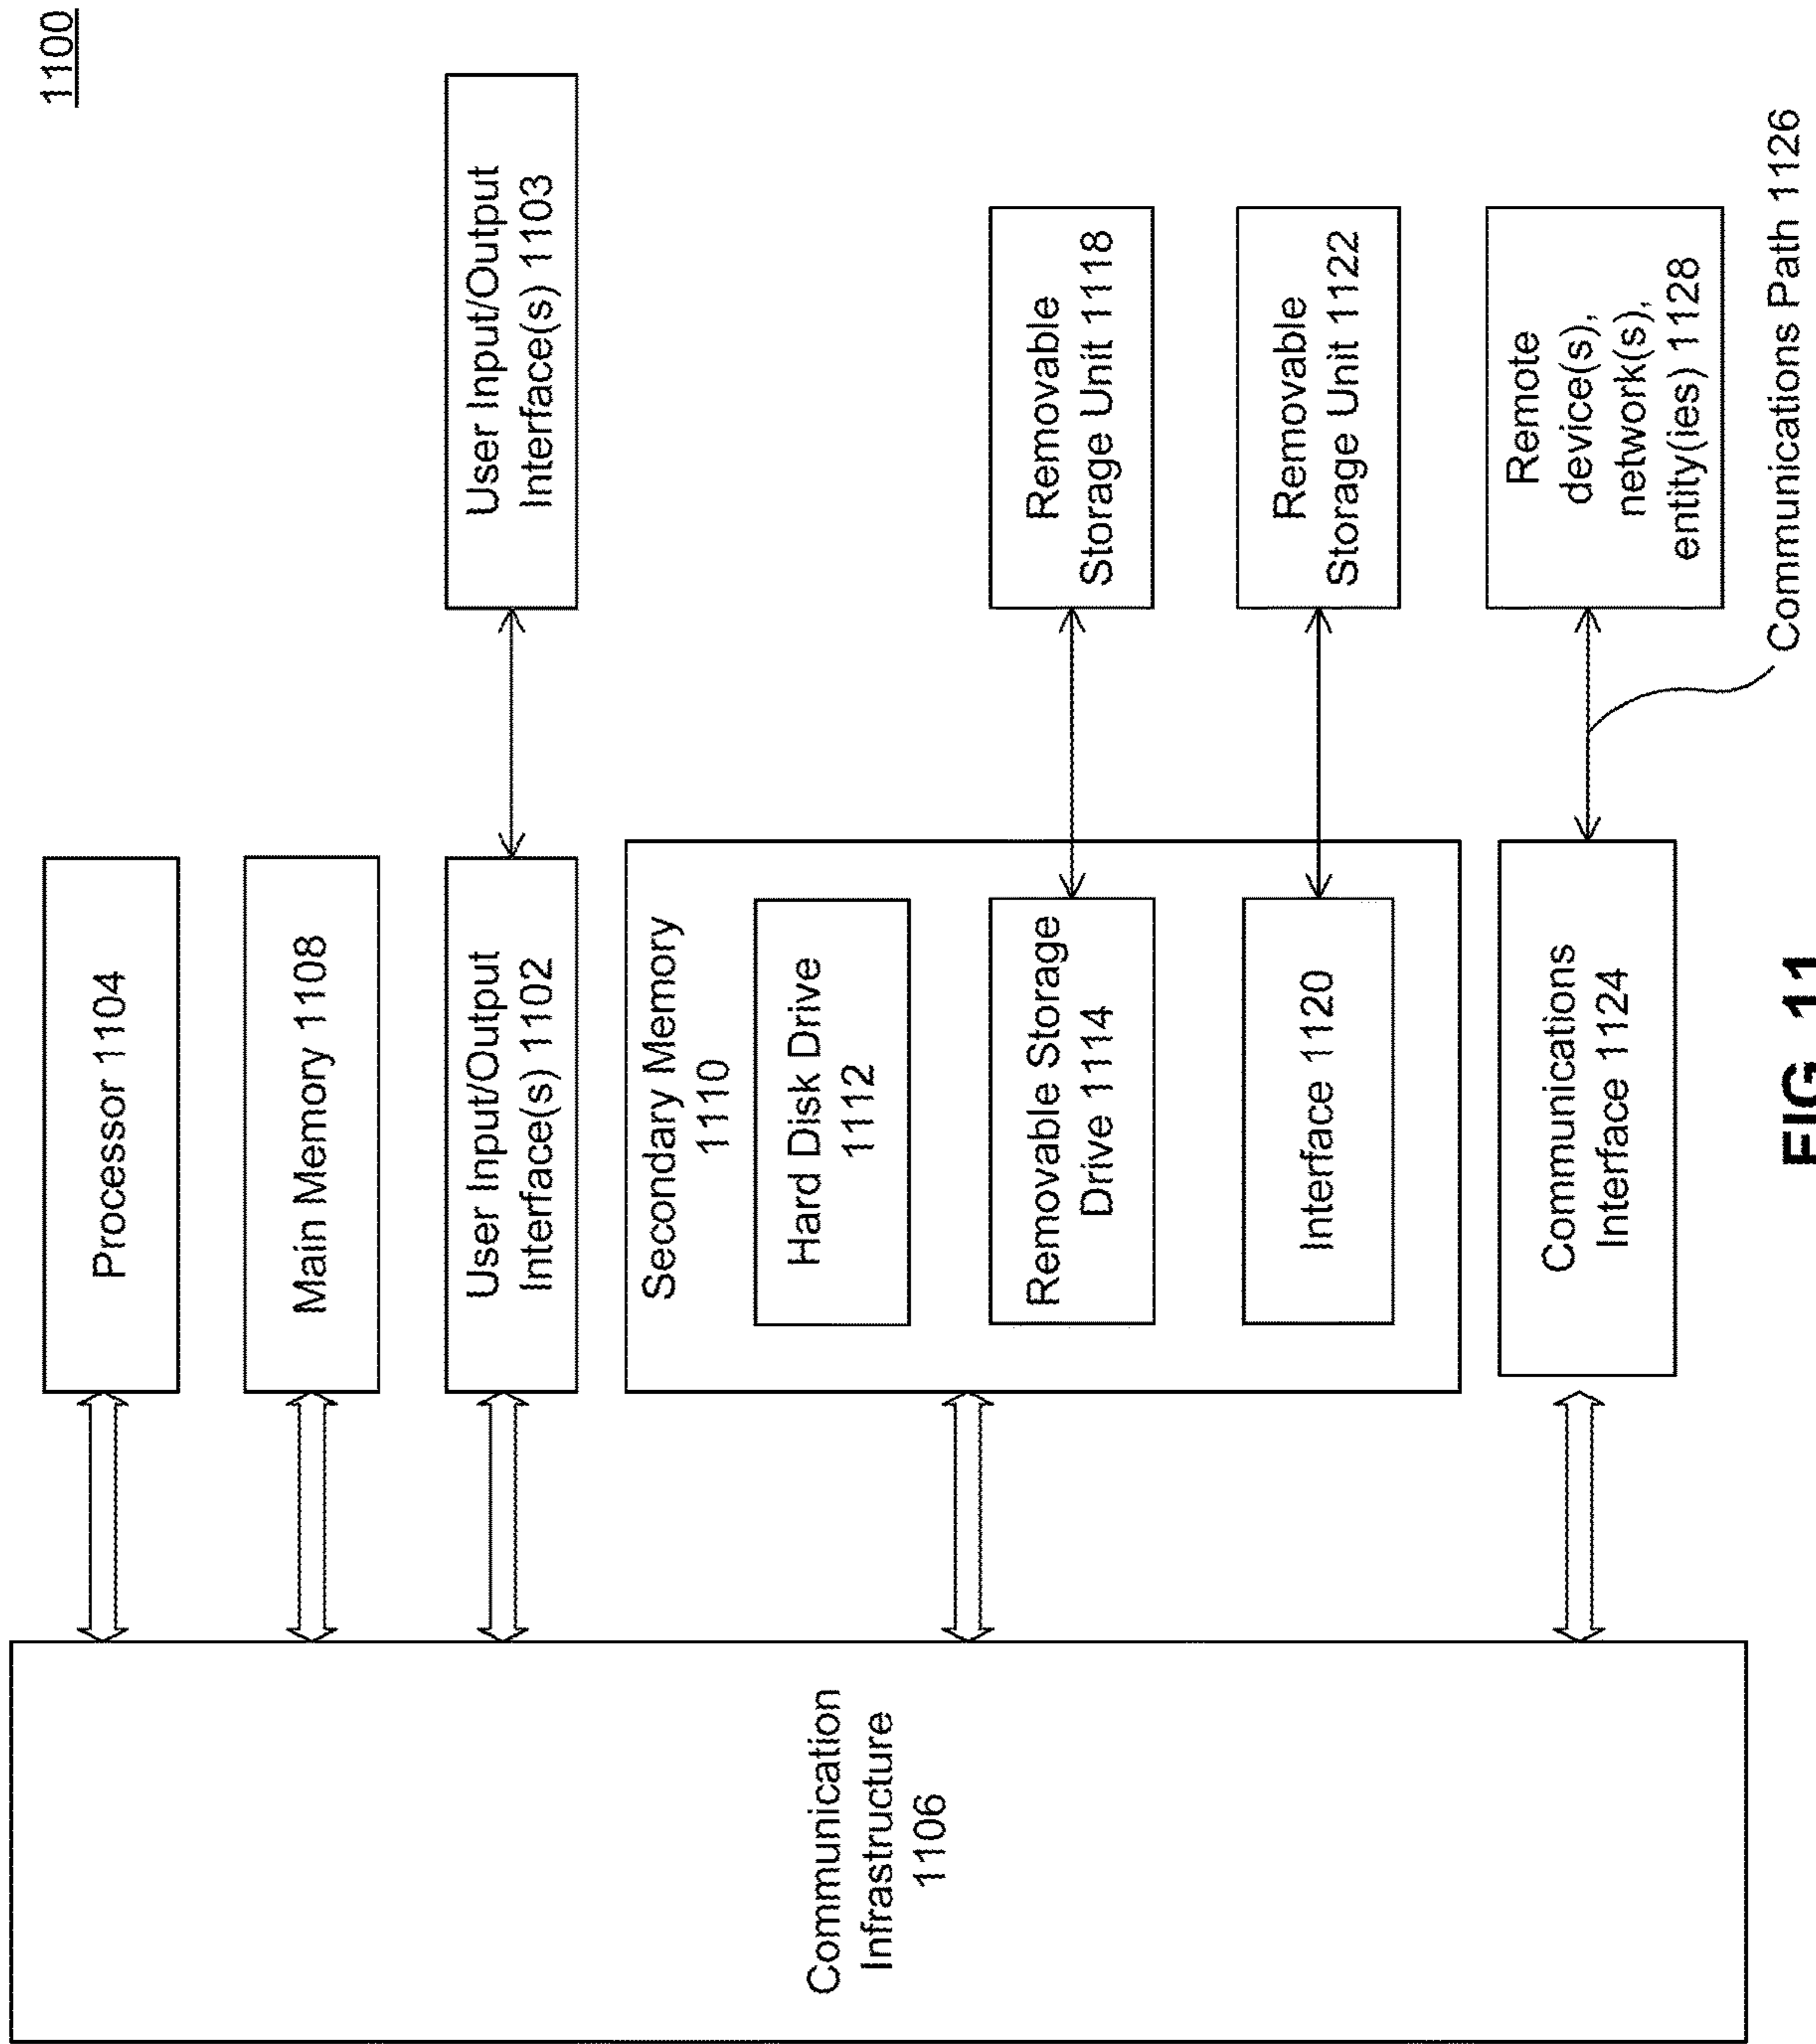 1100
Processor 1104
Main Memory 1108
User Input/Output
Interface(s) 1102
User Input/Output
Interface(s) 1103
Communication
Infrastructure
1106
Secondary Memory
1110
Hard Disk Drive
1112
Removable Storage
Drive 1114
Removable
Storage Unit 1118
Interface 1120
Removable
Storage Unit 1122
Communications
Interface 1124
Remote
device(s),
network(s),
entity(ies) 1128
Communications Path 1126
FIG. 11